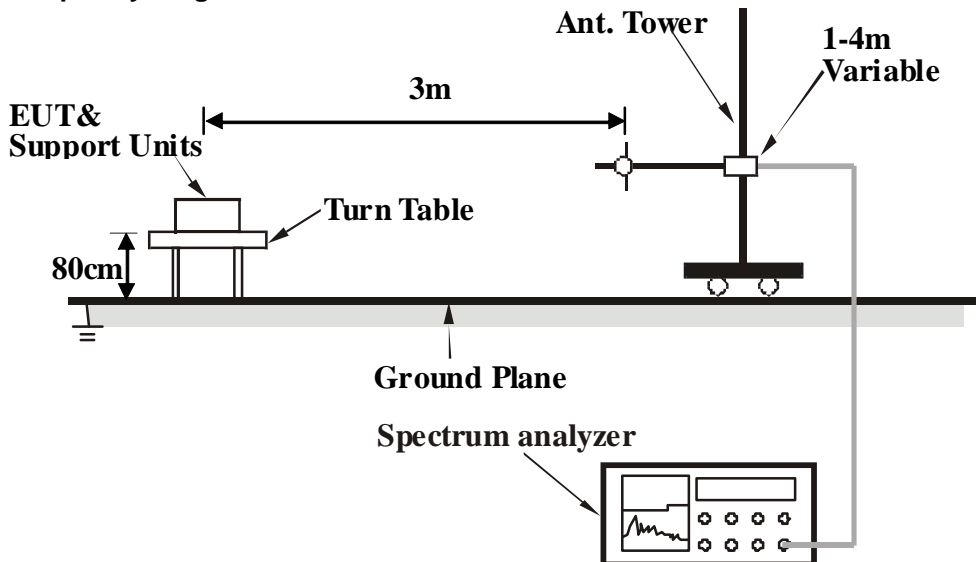 Ant. Tower
1-4m
Variable
3m
EUT&
Support Units
Turn Table
80cm
Ground Plane
Spectrum analyzer